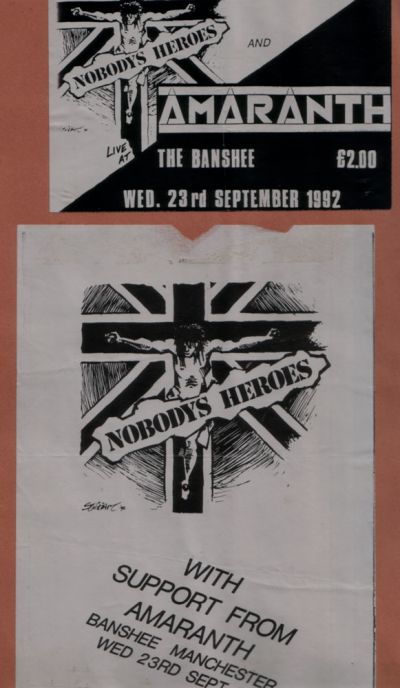 NOBODYS HEROES
AND
AMARANTH
LIVE AT
THE BANSHEE £2.00
WED. 23rd SEPTEMBER 1992
NOBODYS HEROES
WITH
SUPPORT FROM
AMARANTH
BANSHEE MANCHESTER
WED 23RD SEPT